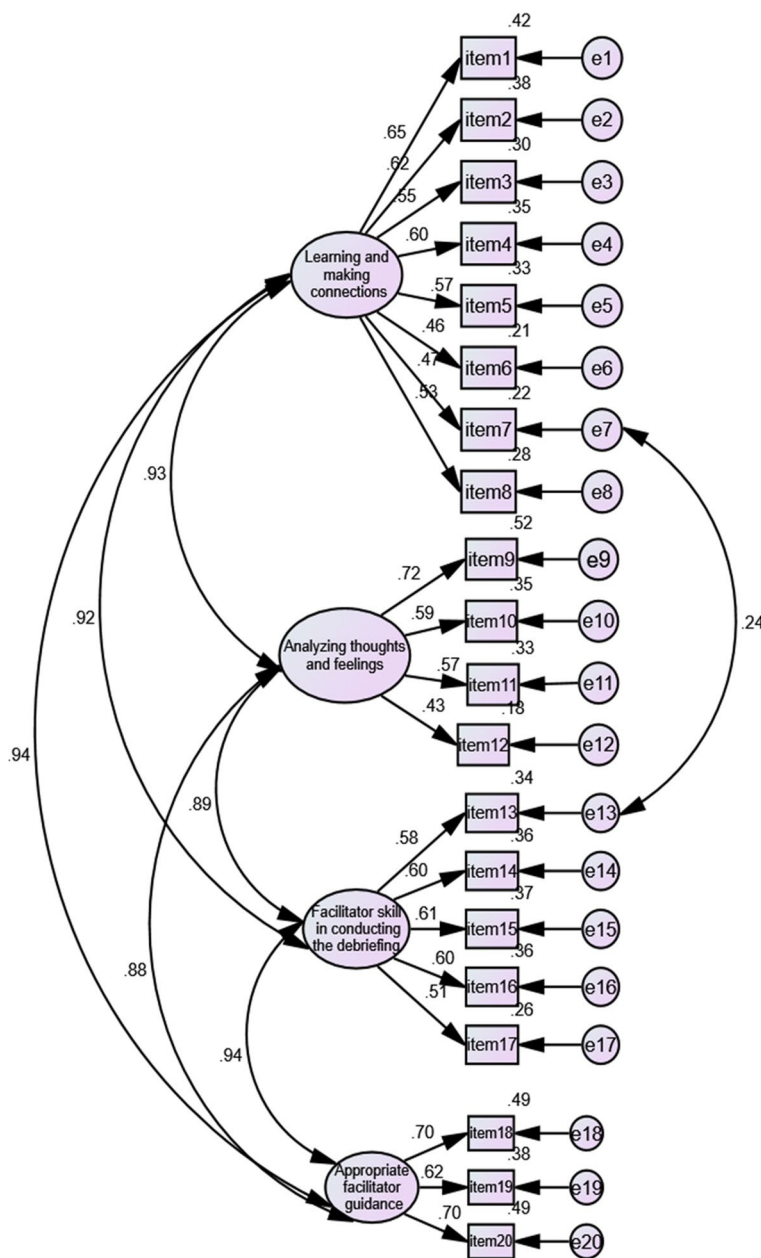 .42
item1
e1
.65
.38
item2
e2
.62
.30
item3
e3
.55
.35
item4
e4
.60
.33
item5
e5
.57
.21
item6
e6
.46
.22
item7
e7
.47
.28
item8
e8
.53
Learning and
making
connections
.52
item9
e9
.72
.35
item10
e10
.59
.33
item11
e11
.57
.18
item12
e12
.43
Analyzing thoughts
and feelings
.34
item13
e13
.58
.36
item14
e14
.60
.37
item15
e15
.61
.36
item16
e16
.60
.26
item17
e17
.51
Facilitator skill
in conducting
the debriefing
.49
item18
e18
.70
.38
item19
e19
.62
.49
item20
e20
.70
Appropriate
facilitator
guidance
.93
.92
.94
.89
.88
.94
.24